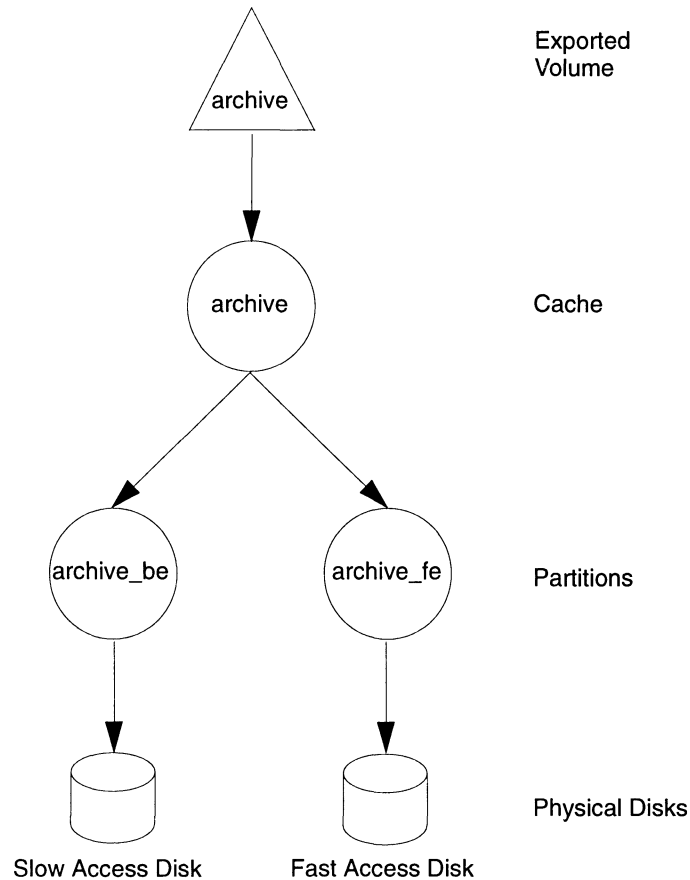 Exported
Volume
archive
archive
Cache
archive_be
archive_fe
Partitions
Physical Disks
Slow Access Disk
Fast Access Disk